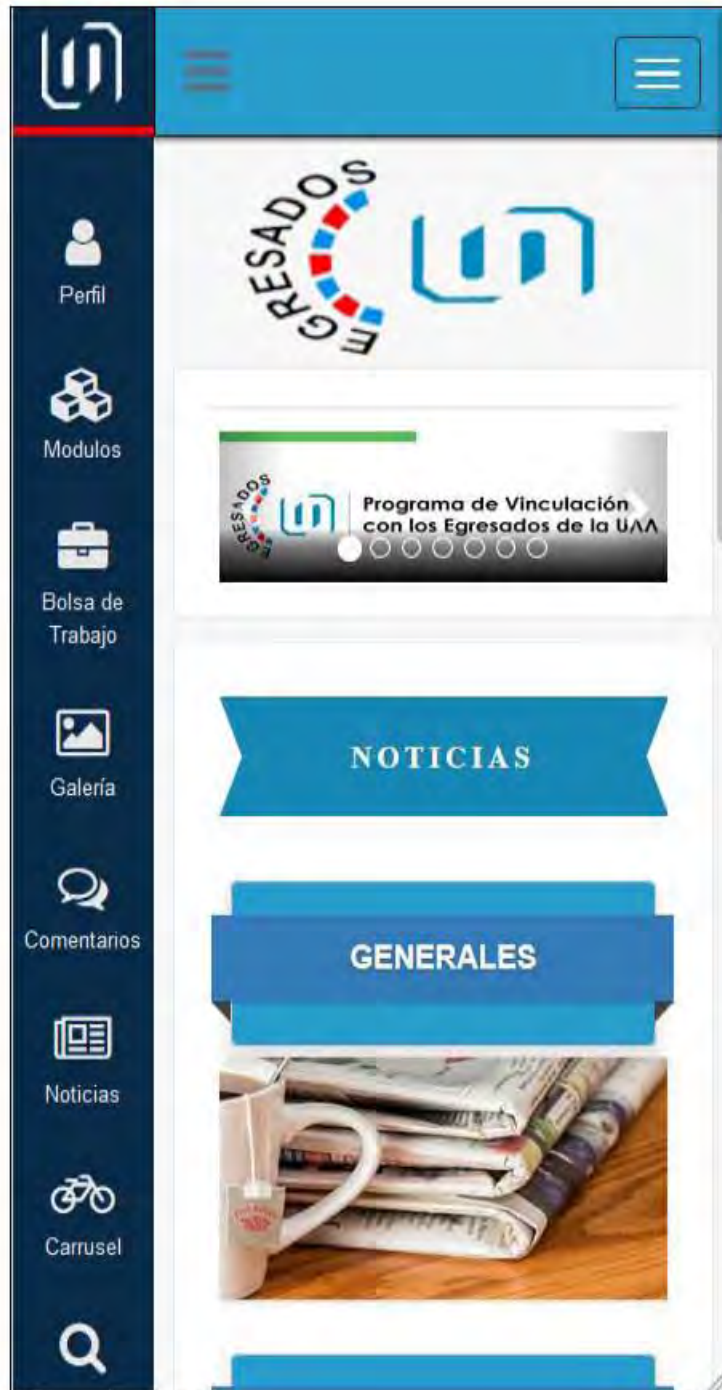 Perfil
Modulos
Bolsa de
Trabajo
Galería
Comentarios
Noticias
Carrusel
EGRESADOS
EGRESADOS
Programa de Vinculación
con los Egresados de la UAA
NOTICIAS
GENERALES